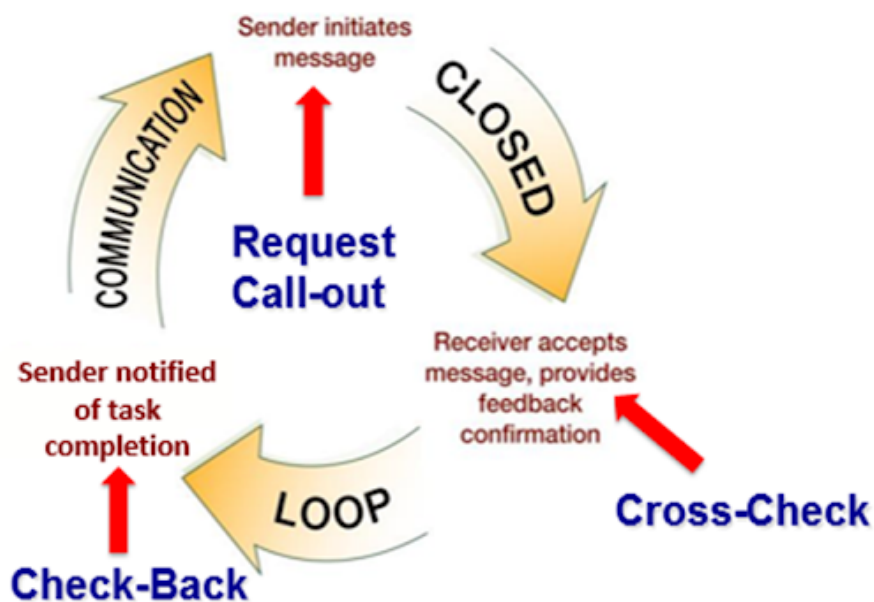 Sender initiates
message
CLOSED
COMMUNICATION
Request
Call-out
Receiver accepts
message, provides
feedback
confirmation
Sender notified
of task
completion
LOOP
Cross-Check
Check-Back